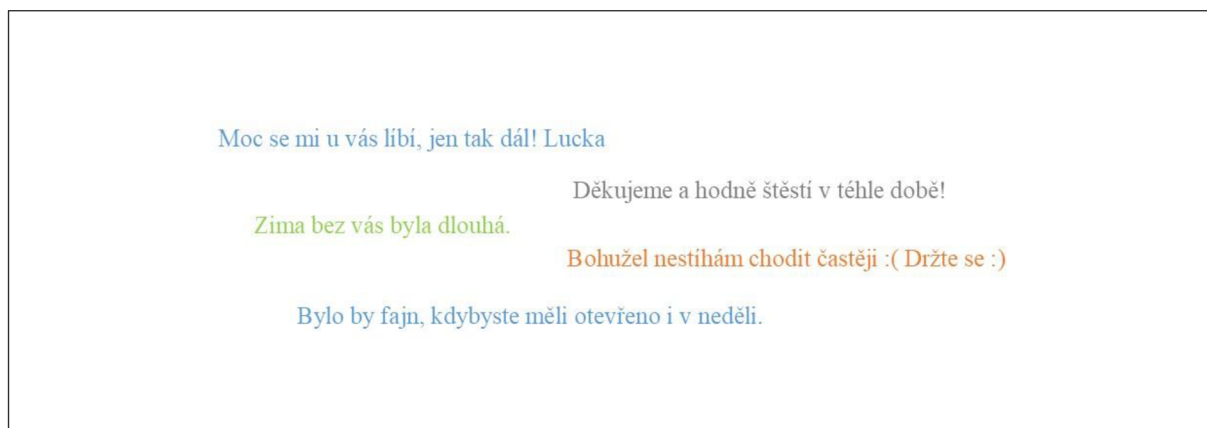 Moc se mi u vás líbí, jen tak dál! Lucka
Děkujeme a hodně štěstí v téhle době!
Zima bez vás byla dlouhá.
Bohužel nestíhám chodit častěji :( Držte se :)
Bylo by fajn, kdybyste měli otevřeno i v neděli.